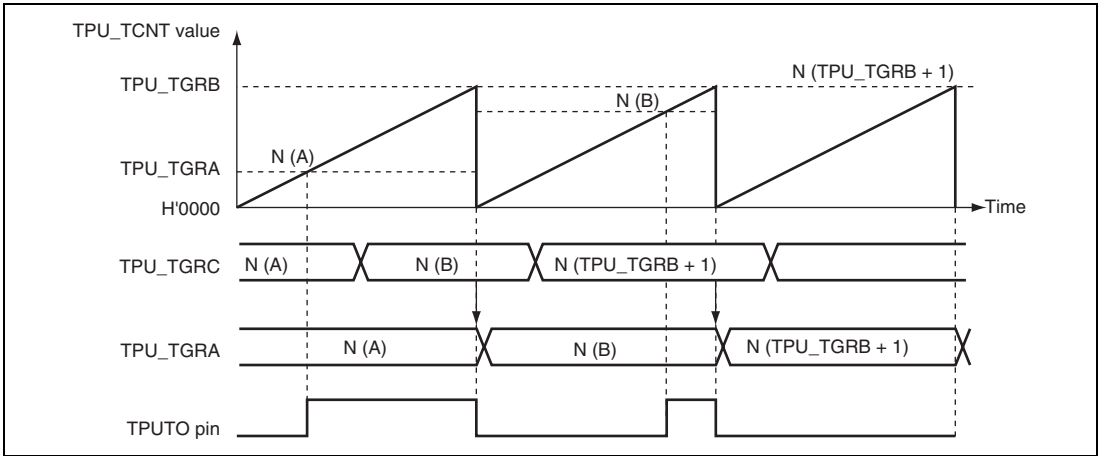 TPU_TCNT value
TPU_TGRB
N (TPU_TGRB + 1)
N (B)
N (A)
TPU_TGRA
H'0000
Time
TPU_TGRC
N (A)
N (B)
N (TPU_TGRB + 1)
TPU_TGRA
N (A)
N (B)
N (TPU_TGRB + 1)
TPUTO pin